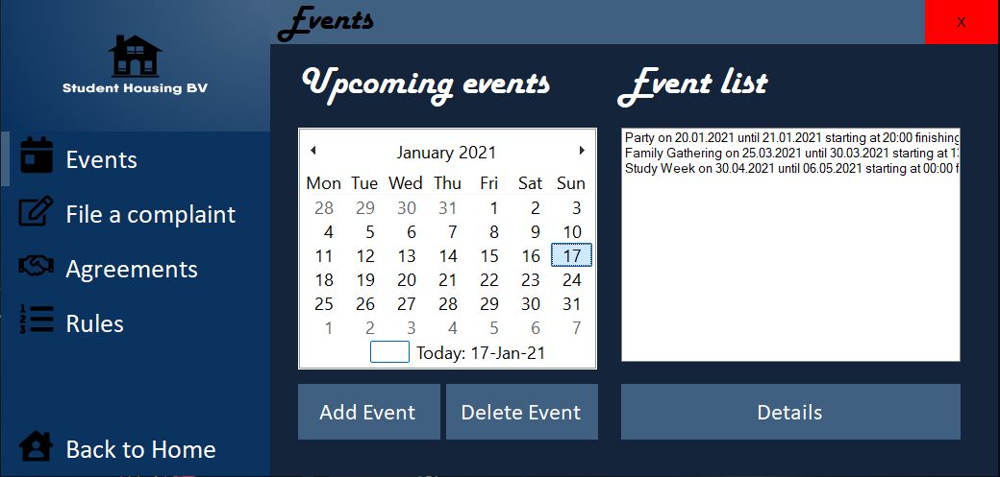 Student Housing BV
Events
File a complaint
Agreements
Rules
Back to Home
Events
x
Upcoming events
January 2021
Mon Tue Wed Thu Fri Sat Sun
28 29 30 31 1 2 3
4 5 6 7 8 9 10
11 12 13 14 15 16 17
18 19 20 21 22 23 24
25 26 27 28 29 30 31
1 2 3 4 5 6 7
Today: 17-Jan-21
Add Event
Delete Event
Event list
Party on 20.01.2021 until 21.01.2021 starting at 20:00 finishing
Family Gathering on 25.03.2021 until 30.03.2021 starting at
Study Week on 30.04.2021 until 06.05.2021 starting at 00:00
Details